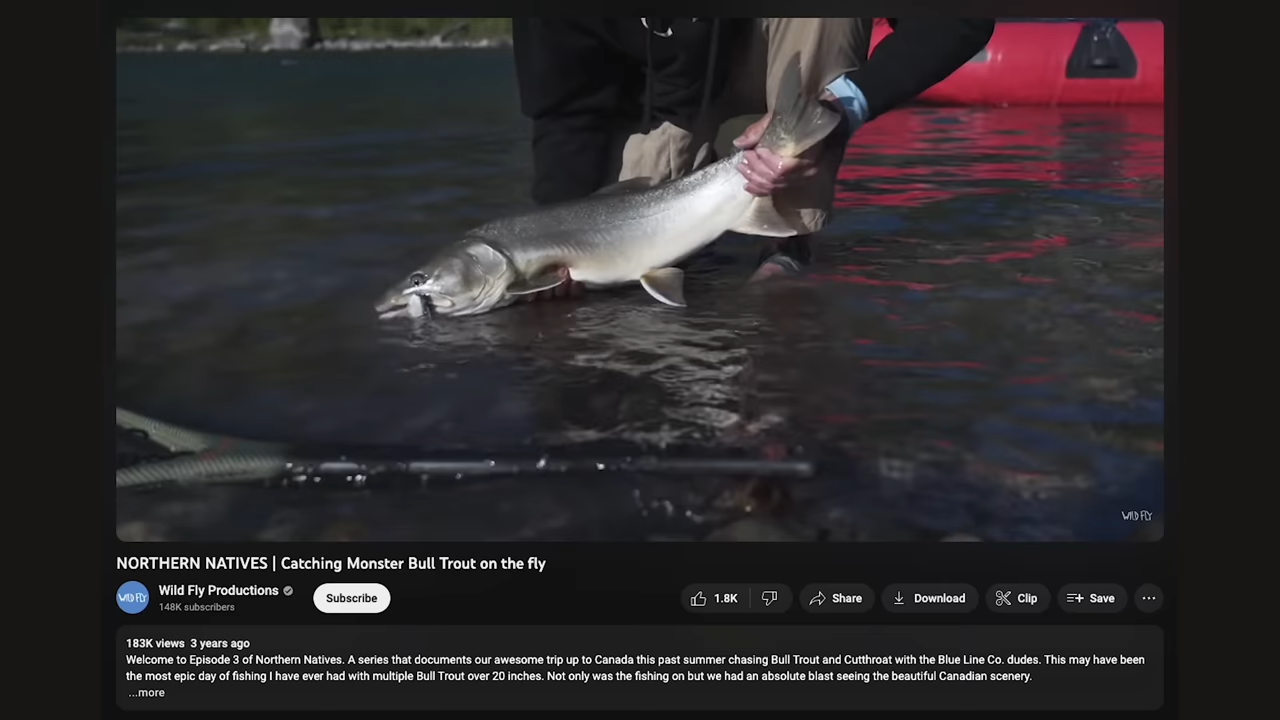 WILD FLY
NORTHERN NATIVES | Catching Monster Bull Trout on the fly
WILD FLY
Wild Fly Productions
148K subscribers
Subscribe
1.8K
Share
Download
Clip
Save
183K views 3 years ago
Welcome to Episode 3 of Northern Natives. A series that documents our awesome trip up to Canada this past summer chasing Bull Trout and Cutthroat with the Blue Line Co. dudes. This may have been
the most epic day of fishing I have ever had with multiple Bull Trout over 20 inches. Not only was the fishing on but we had an absolute blast seeing the beautiful Canadian scenery.
...more